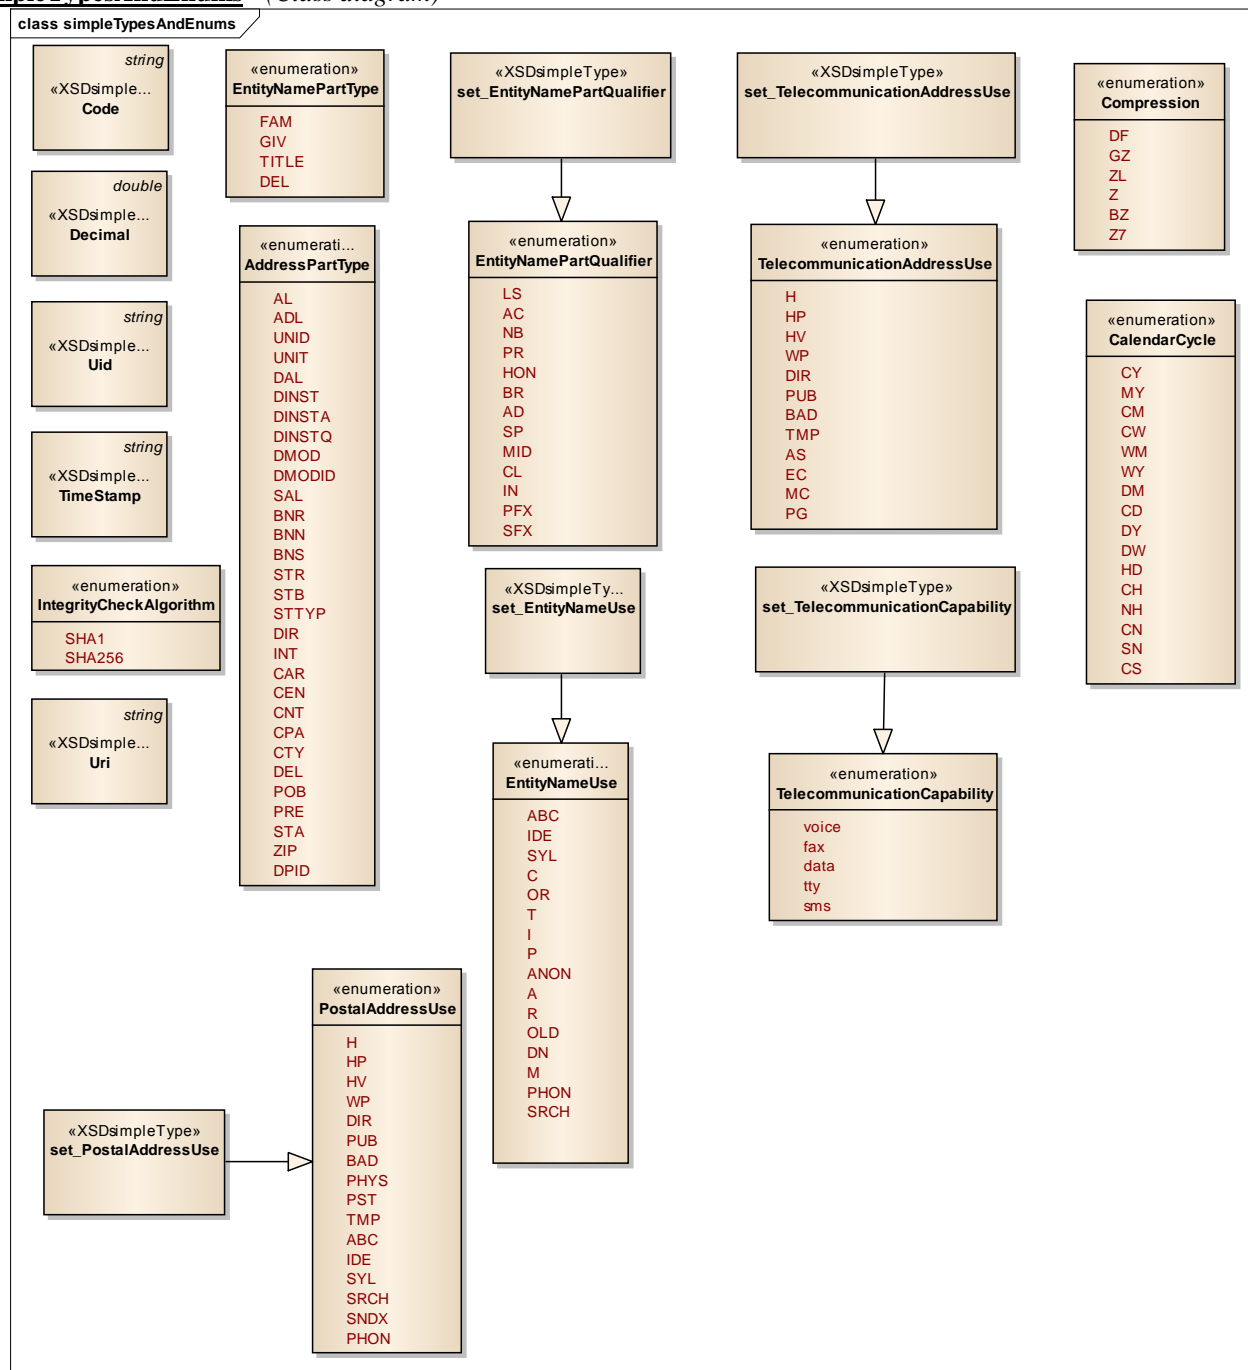 class simpleTypesAndEnums
string
«XSDsimple...
Code
double
«XSDsimple...
Decimal
string
«XSDsimple...
Uid
string
«XSDsimple...
TimeStamp
«enumeration»
IntegrityCheckAlgorithm
SHA1
SHA256
string
«XSDsimple...
Uri
«enumeration»
EntityNamePartType
FAM
GIV
TITLE
DEL
«enumerati...
AddressPartType
AL
ADL
UNID
UNIT
DAL
DINST
DINSTA
DINSTQ
DMOD
DMODID
SAL
BNR
BNN
BNS
STR
STB
STTYP
DIR
INT
CAR
CEN
CNT
CPA
CTY
DEL
POB
PRE
STA
ZIP
DPID
«XSDsimpleType»
set_EntityNamePartQualifier
«enumeration»
EntityNamePartQualifier
LS
AC
NB
PR
HON
BR
AD
SP
MID
CL
IN
PFX
SFX
«XSDsimpleTy...
set_EntityNameUse
«enumerati...
EntityNameUse
ABC
IDE
SYL
C
OR
T
I
P
ANON
A
R
OLD
DN
M
PHON
SRCH
«XSDsimpleType»
set_TelecommunicationAddressUse
«enumeration»
TelecommunicationAddressUse
H
HP
HV
WP
DIR
PUB
BAD
TMP
AS
EC
MC
PG
«XSDsimpleType»
set_TelecommunicationCapability
«enumeration»
TelecommunicationCapability
voice
fax
data
tty
sms
«enumeration»
Compression
DF
GZ
ZL
Z
BZ
Z7
«enumeration»
CalendarCycle
CY
MY
CM
CW
WM
WY
DM
CD
DY
DW
HD
CH
NH
CN
SN
CS
«XSDsimpleType»
set_PostalAddressUse
«enumeration»
PostalAddressUse
H
HP
HV
WP
DIR
PUB
BAD
PHYS
PST
TMP
ABC
IDE
SYL
SRCH
SNDX
PHON